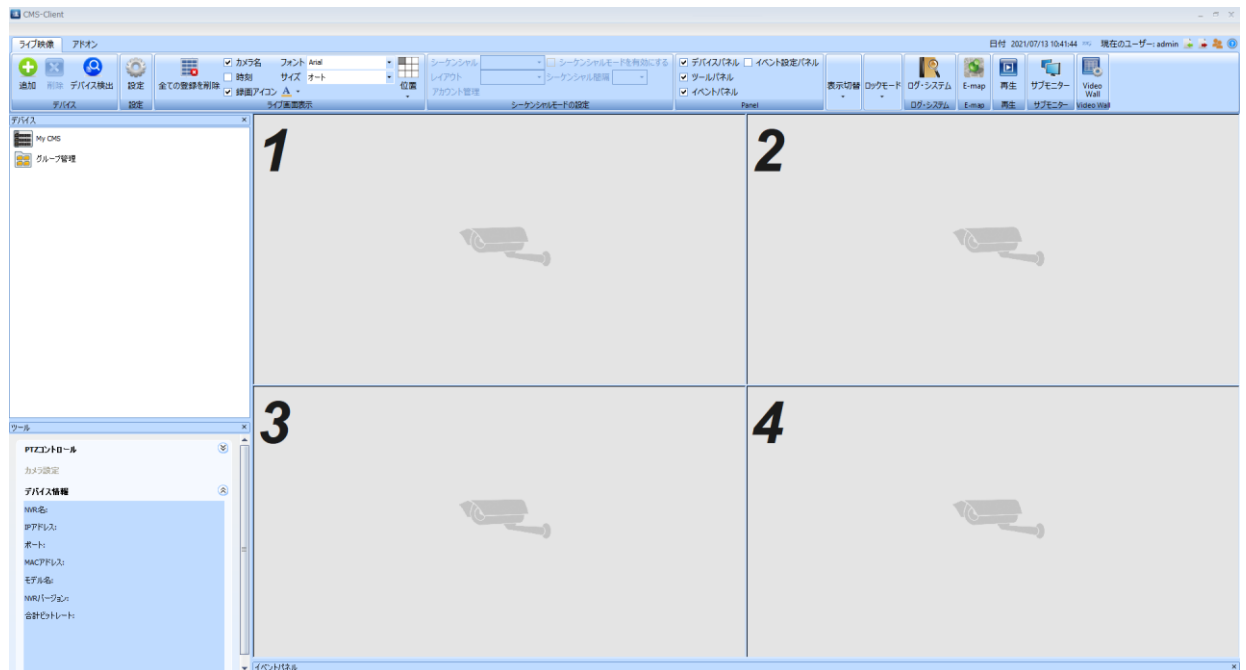 CMS-Client
ライブ映像 アドオン
日付 2021/07/13 10:41:44 現在のユーザー: admin
追加 削除 デバイス検出
デバイス
設定
設定
全ての登録を削除
カメラ名 フォント Arial
時刻 サイズ オート
録画アイコン A
位置
ライブ画面表示
シーケンシャル シーケンシャルモードを有効にする
レイアウト シーケンシャル間隔
アカウント管理
シーケンシャルモードの設定
デバイスパネル イベント設定パネル
ツールパネル
イベントパネル
Panel
表示切替 ロックモード
ログ・システム
ログ・システム
E-map
E-map
再生
再生
サブモニター
サブモニター
Video
Wall
Video Wall
デバイス
My CMS
グループ管理
1
2
3
4
ツール
PTZコントロール
カメラ設定
デバイス情報
NVR名:
IPアドレス:
ポート:
MACアドレス:
モデル名:
NVRバージョン:
合計ビットレート:
イベントパネル